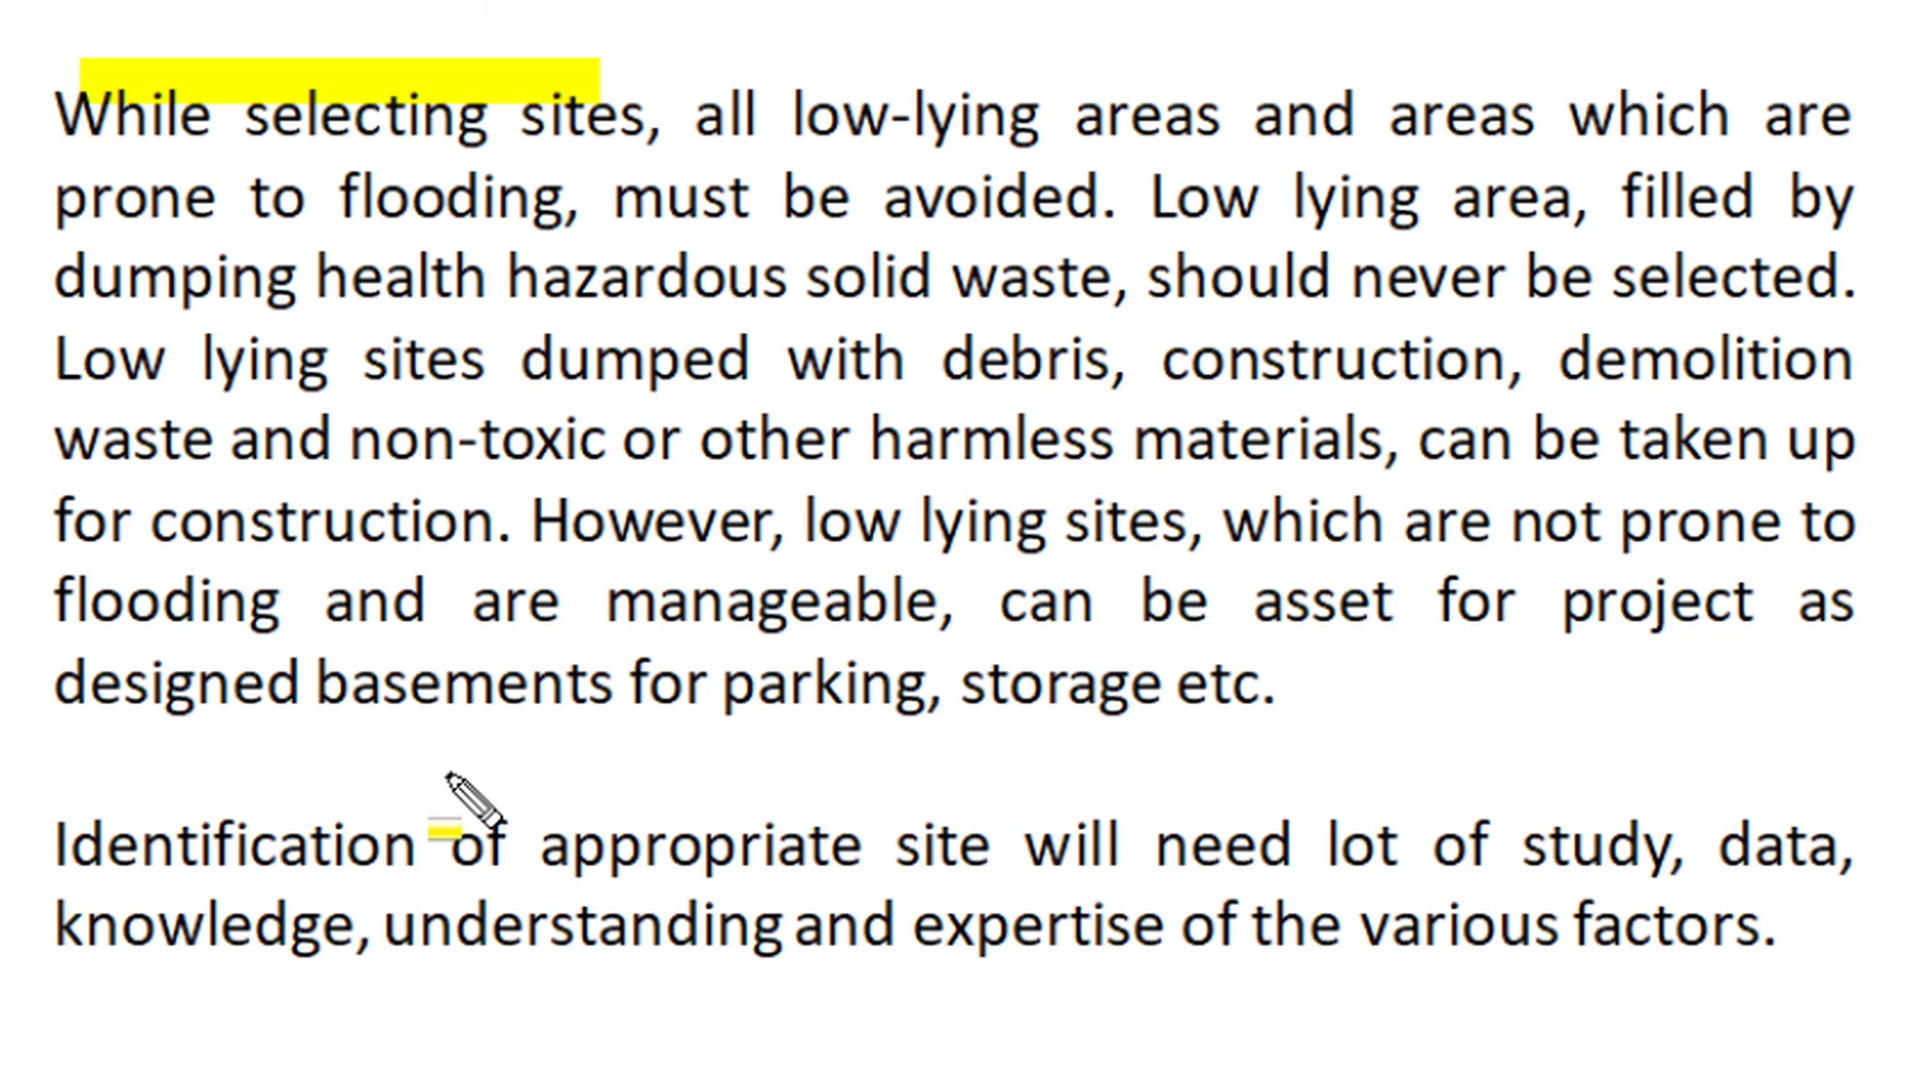 While selecting sites, all low-lying areas and areas which are
prone to flooding, must be avoided. Low lying area, filled by
dumping health hazardous solid waste, should never be selected.
Low lying sites dumped with debris, construction, demolition
waste and non-toxic or other harmless materials, can be taken up
for construction. However, low lying sites, which are not prone to
flooding and are manageable, can be asset for project as
designed basements for parking, storage etc.
Identification of appropriate site will need lot of study, data,
knowledge, understanding and expertise of the various factors.